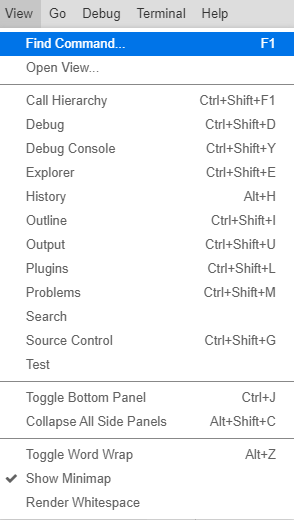 View Go Debug Terminal Help
Find Command... F1
Open View...
Call Hierarchy Ctrl+Shift+F1
Debug Ctrl+Shift+D
Debug Console Ctrl+Shift+Y
Explorer Ctrl+Shift+E
History Alt+H
Outline Ctrl+Shift+I
Output Ctrl+Shift+U
Plugins Ctrl+Shift+L
Problems Ctrl+Shift+M
Search
Source Control Ctrl+Shift+G
Test
Toggle Bottom Panel Ctrl+J
Collapse All Side Panels Alt+Shift+C
Toggle Word Wrap Alt+Z
Show Minimap
Render Whitespace